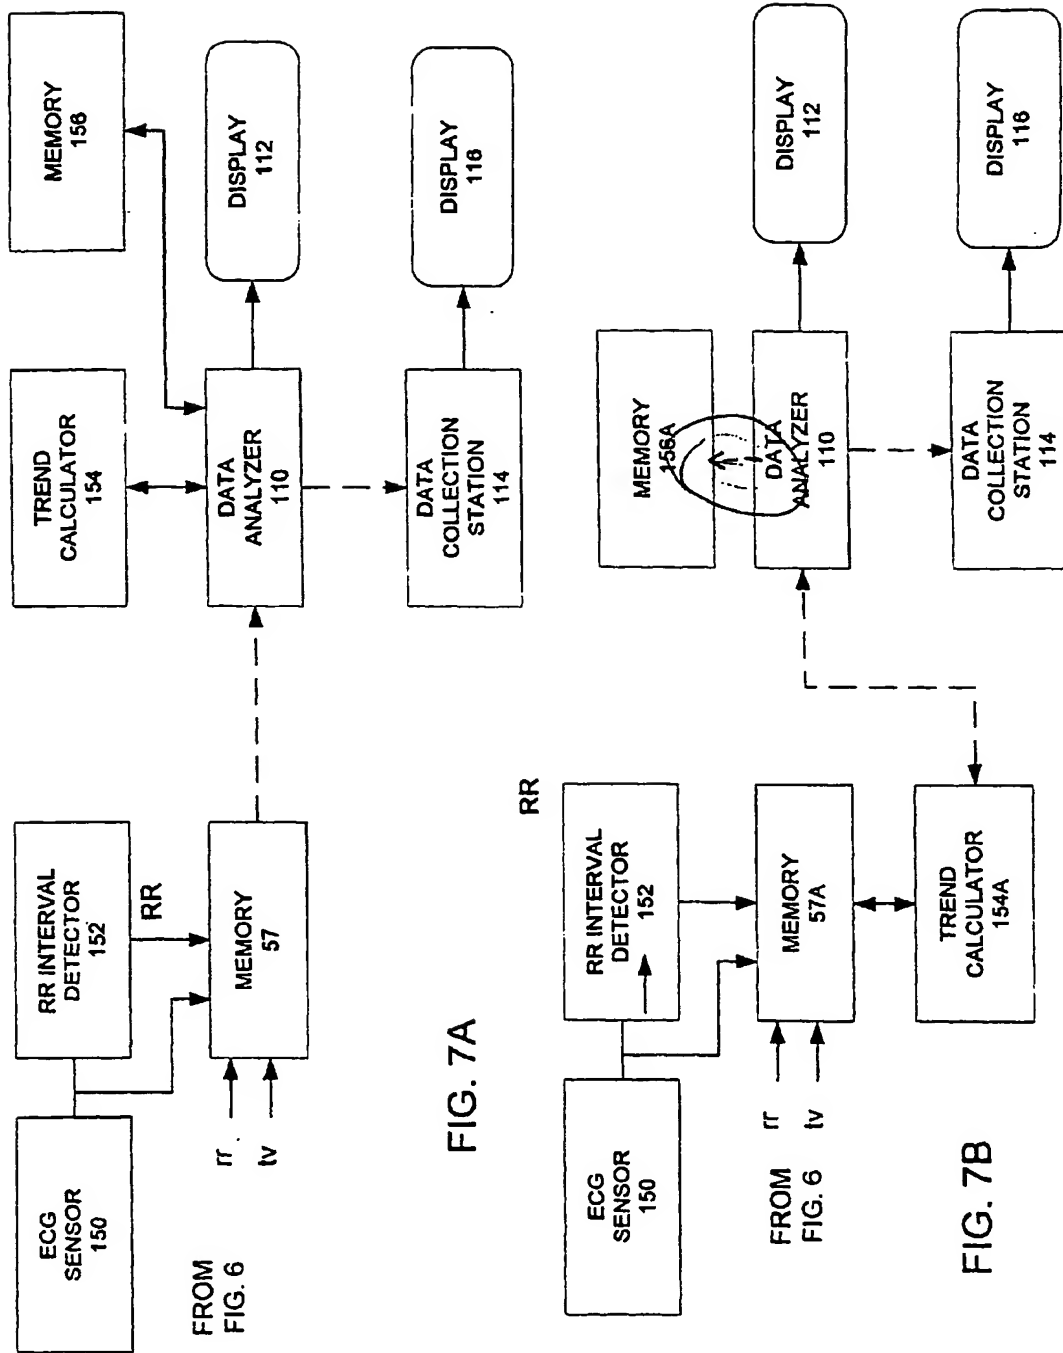 ECG
SENSOR
150
RR INTERVAL
DETECTOR
152
RR
FROM
FIG. 6
rr
tv
MEMORY
57
TREND
CALCULATOR
154
MEMORY
156
DATA
ANALYZER
110
DISPLAY
112
DATA
COLLECTION
STATION
114
DISPLAY
116
FIG. 7A
ECG
SENSOR
150
RR INTERVAL
DETECTOR
152
RR
FROM
FIG. 6
rr
tv
MEMORY
57A
TREND
CALCULATOR
154A
MEMORY
156A
DATA
ANALYZER
110
DISPLAY
112
DATA
COLLECTION
STATION
114
DISPLAY
116
FIG. 7B